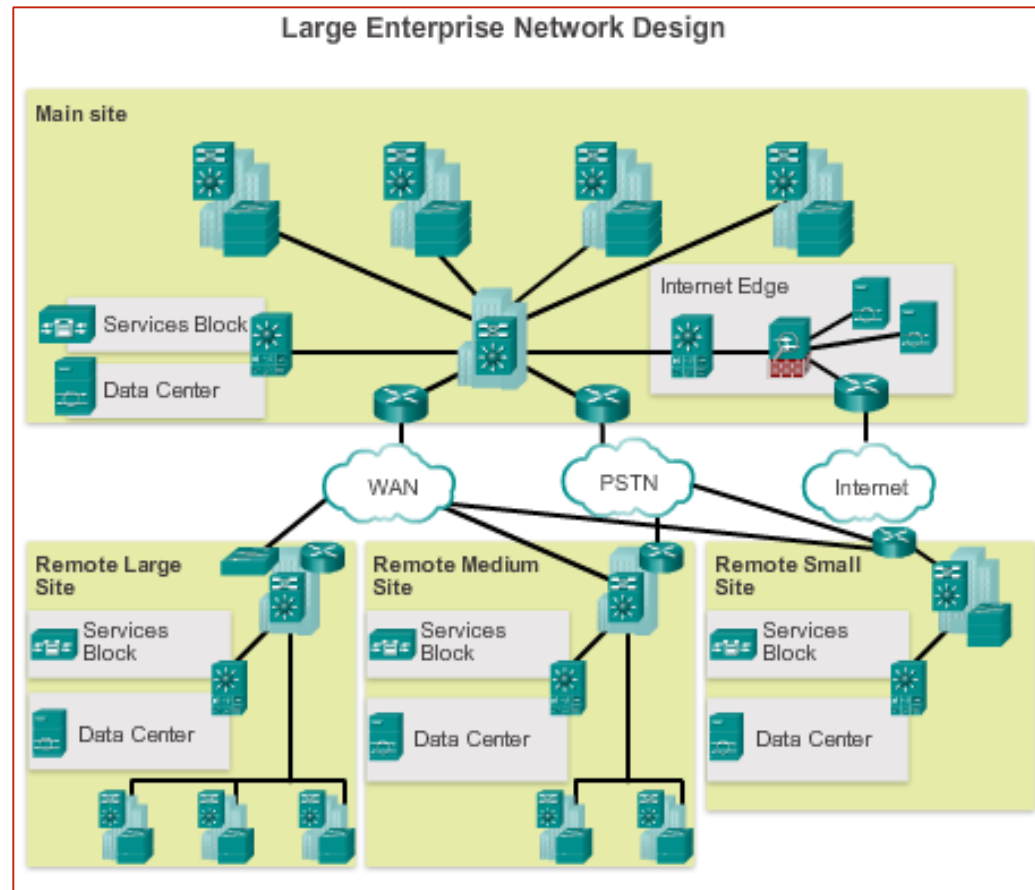 Large Enterprise Network Design
Main site
Internet Edge
Services Block
Data Center
WAN
PSTN
Internet
Remote Large
Site
Services
Block
Data Center
Remote Medium
Site
Services
Block
Data Center
Remote Small
Site
Services
Block
Data Center